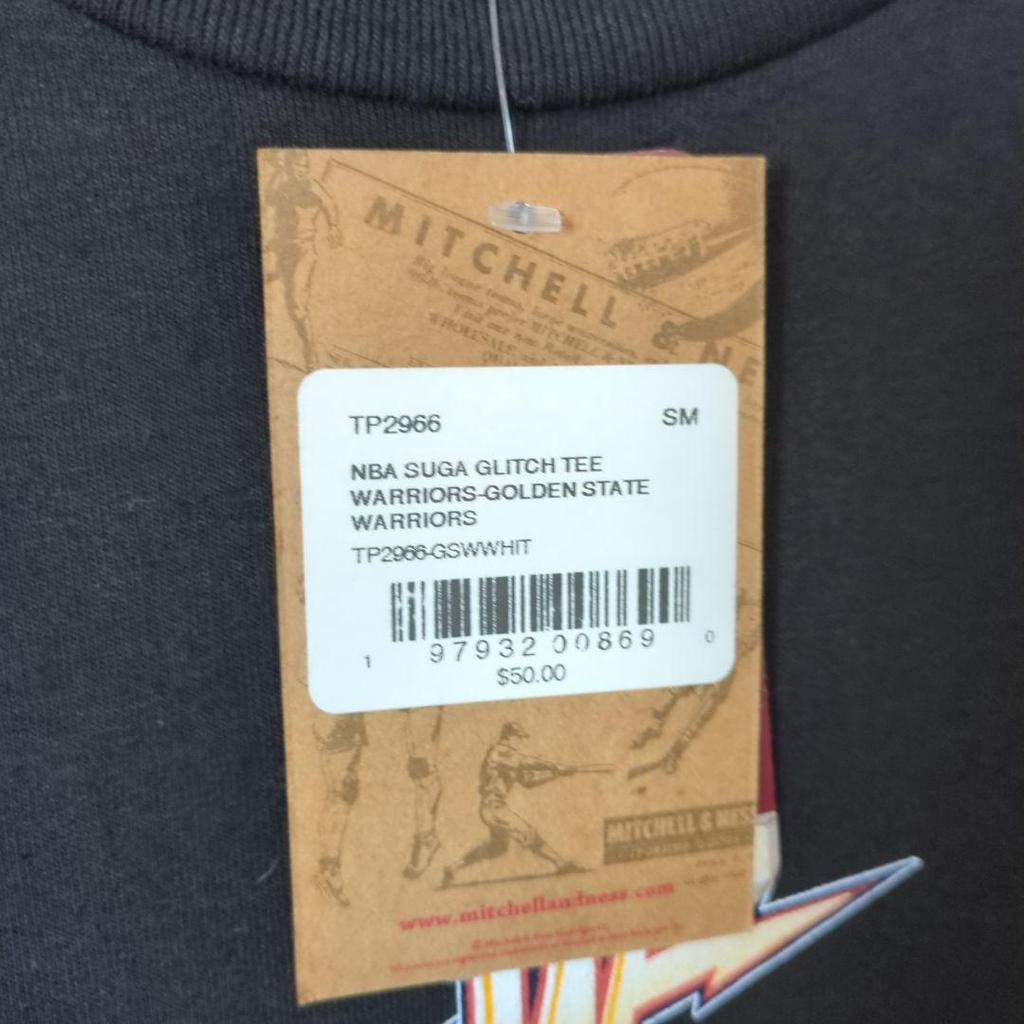 MITCHELL
& NE
TP2966
SM
NBA SUGA GLITCH TEE
WARRIORS-GOLDEN STATE
WARRIORS
TP2966-GSWWHIT
1 97932 00869 0
$50.00
MITCHELL & NESS
www.mitchellandness.com